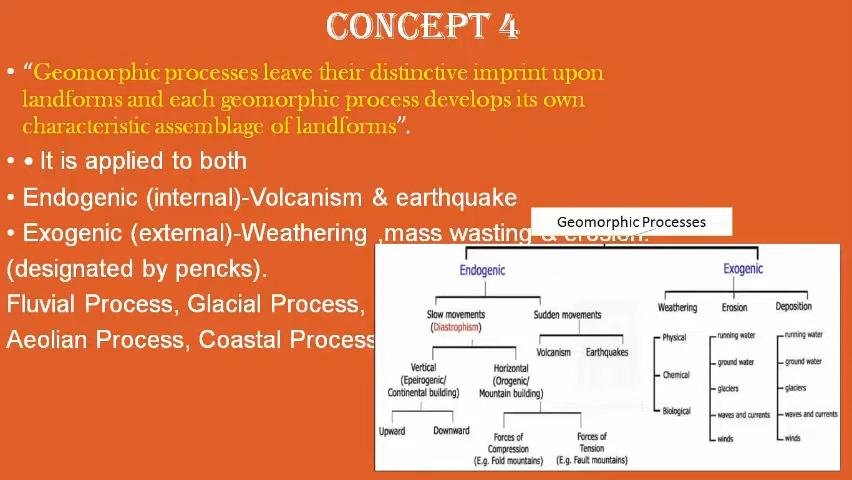 CONCEPT 4
• “Geomorphic processes leave their distinctive imprint upon
landforms and each geomorphic process develops its own
characteristic assemblage of landforms”.
• • It is applied to both
• Endogenic (internal)-Volcanism & earthquake
• Exogenic (external)-Weathering ,mass wasting & erosion.
(designated by pencks).
Fluvial Process, Glacial Process,
Aeolian Process, Coastal Process
Geomorphic Processes
Endogenic
Exogenic
Slow movements
(Diastrophism)
Sudden movements
Weathering
Erosion
Deposition
Volcanism
Earthquakes
Vertical
(Epeirogenic/
Continental building)
Horizontal
(Orogenic/
Mountain building)
Upward
Downward
Forces of
Compression
(E.g. Fold mountains)
Forces of
Tension
(E.g. Fault mountains)
Physical
Chemical
Biological
running water
ground water
glaciers
waves and currents
winds
running water
ground water
glaciers
waves and currents
winds